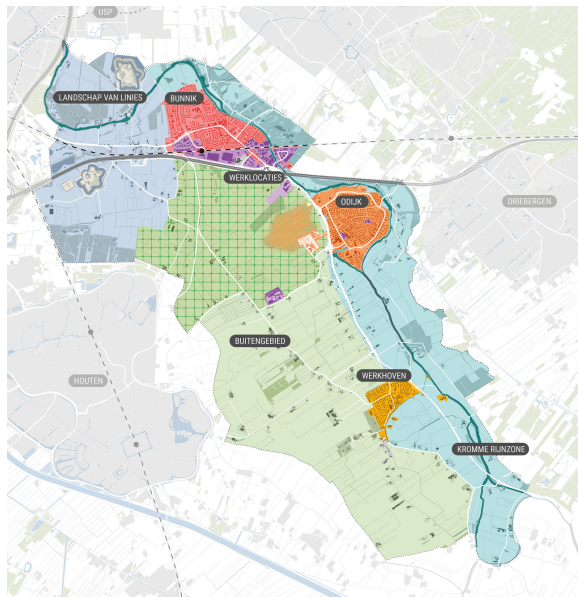 USP
LANDSCHAP VAN LINIES
BUNNIK
WERKLOCATIES
ODIJK
DRIEBERGEN
BUITENGEBIED
HOUTEN
WERKHOVEN
KROMME RIJNZONE